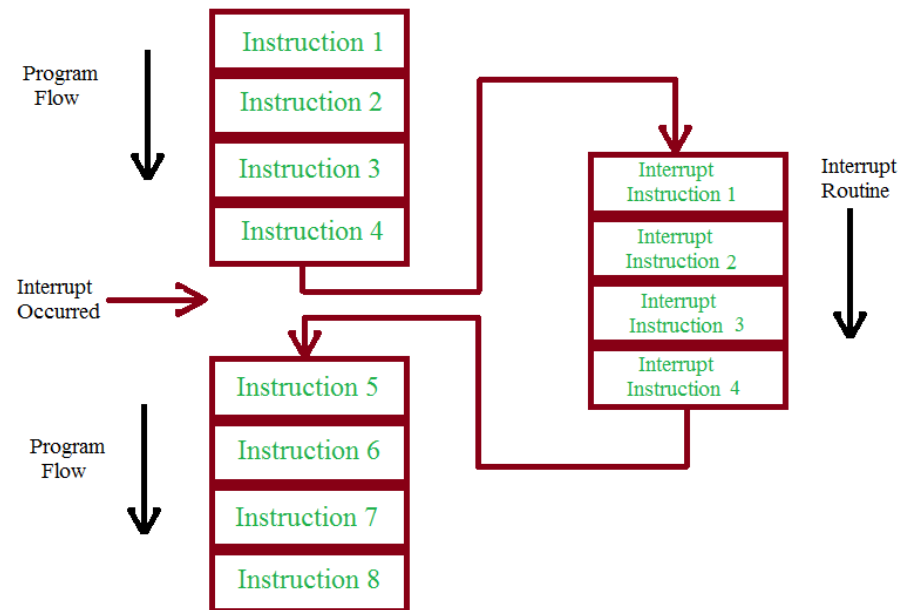 Program
Flow
Instruction 1
Instruction 2
Instruction 3
Instruction 4
Interrupt
Occurred
Interrupt
Instruction 1
Interrupt
Instruction 2
Interrupt
Instruction 3
Interrupt
Instruction 4
Interrupt
Routine
Program
Flow
Instruction 5
Instruction 6
Instruction 7
Instruction 8